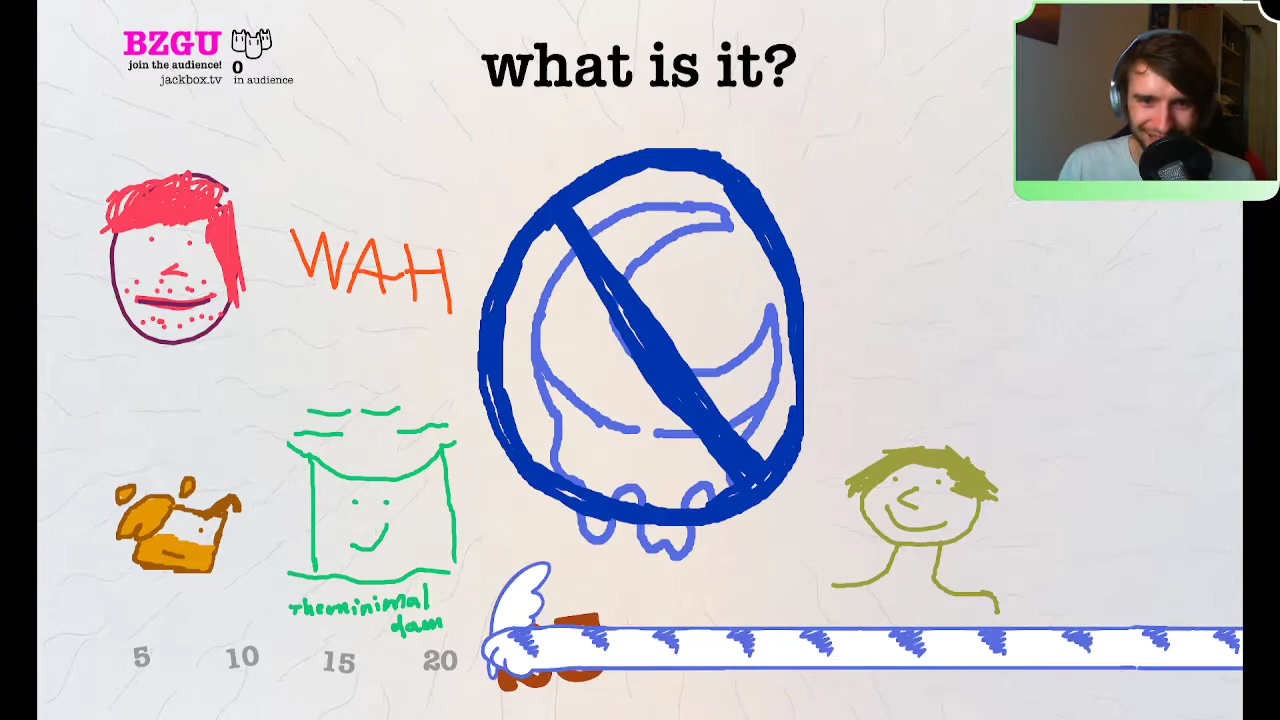 BZGU
join the audience!
jackbox.tv
0
in audience
what is it?
WAH
Theminimal
dam
5
10
15
20